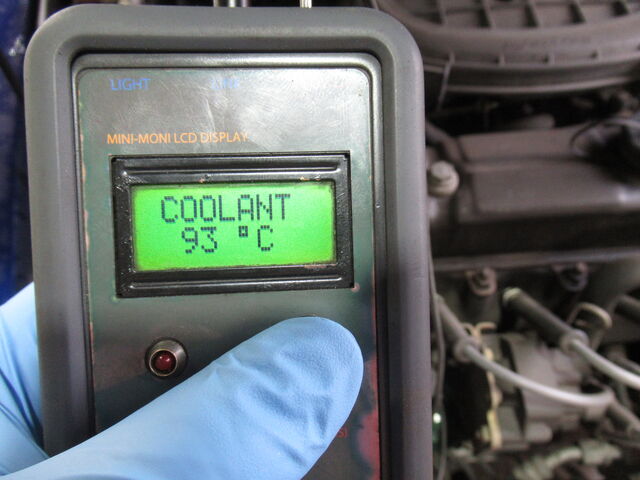 LIGHT
MINI-MONI LCD DISPLAY
COOLANT
93 °C